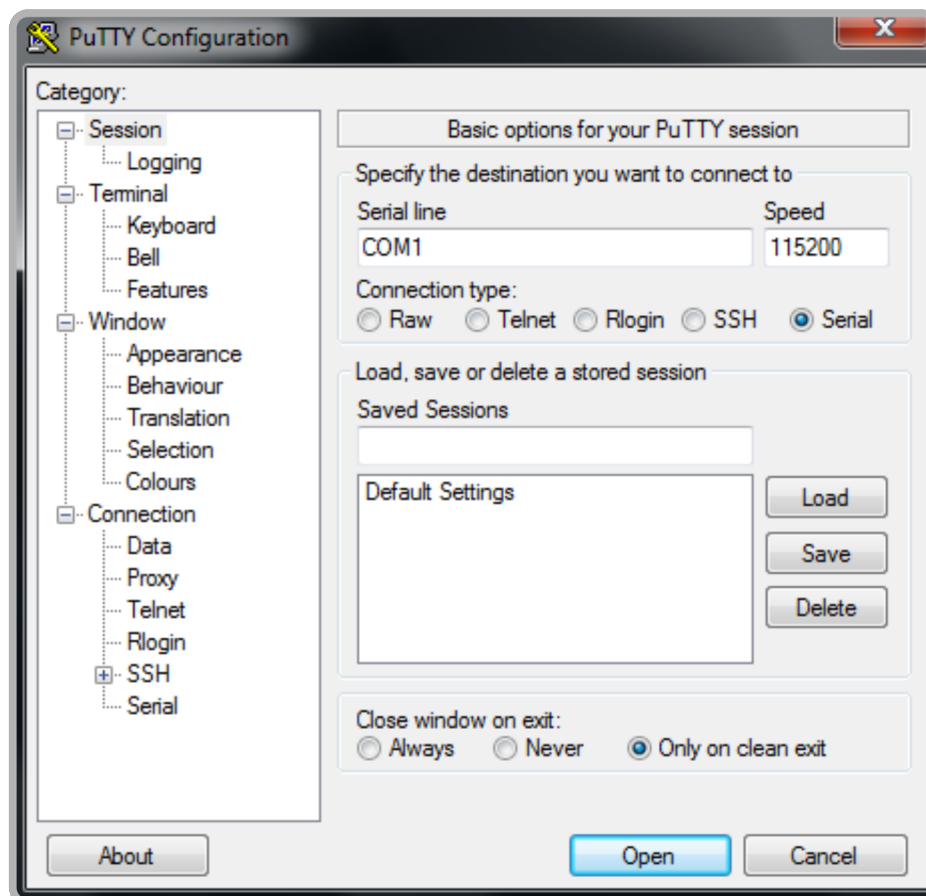 PuTTY Configuration
X
Category:
Session
Logging
Terminal
Keyboard
Bell
Features
Window
Appearance
Behaviour
Translation
Selection
Colours
Connection
Data
Proxy
Telnet
Rlogin
SSH
Serial
Basic options for your PuTTY session
Specify the destination you want to connect to
Serial line Speed
COM1 115200
Connection type:
Raw Telnet Rlogin SSH Serial
Load, save or delete a stored session
Saved Sessions
Default Settings
Load
Save
Delete
Close window on exit:
Always Never Only on clean exit
About Open Cancel